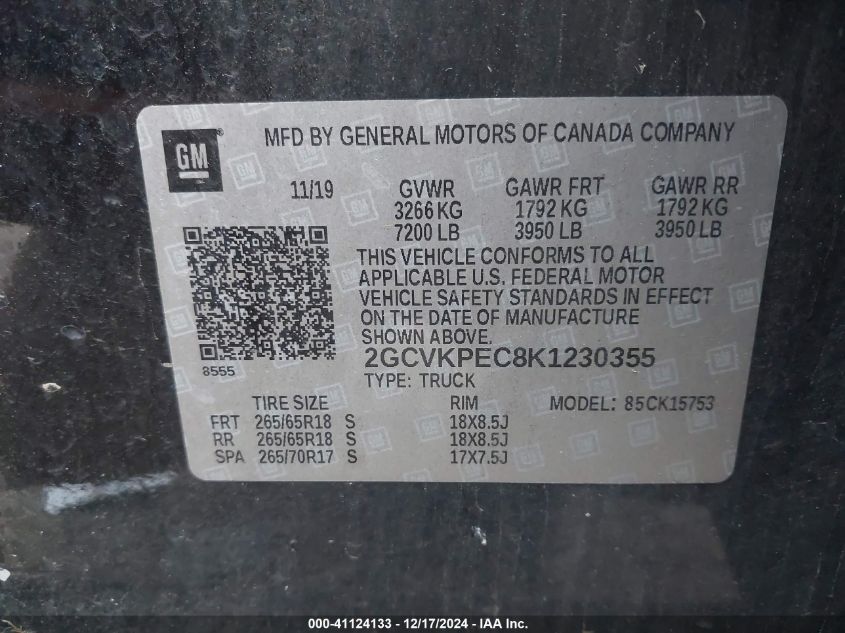 GM
MFD BY GENERAL MOTORS OF CANADA COMPANY
11/19 GVWR GAWR FRT GAWR RR
3266 KG 1792 KG 1792 KG
7200 LB 3950 LB 3950 LB
THIS VEHICLE CONFORMS TO ALL
APPLICABLE U.S. FEDERAL MOTOR
VEHICLE SAFETY STANDARDS IN EFFECT
ON THE DATE OF MANUFACTURE
SHOWN ABOVE.
8555
2GCVKPEC8K1230355
TYPE: TRUCK
TIRE SIZE RIM MODEL: 85CK15753
FRT 265/65R18 S 18X8.5J
RR 265/65R18 S 18X8.5J
SPA 265/70R17 S 17X7.5J
000-41124133 - 12/17/2024 - IAA Inc.